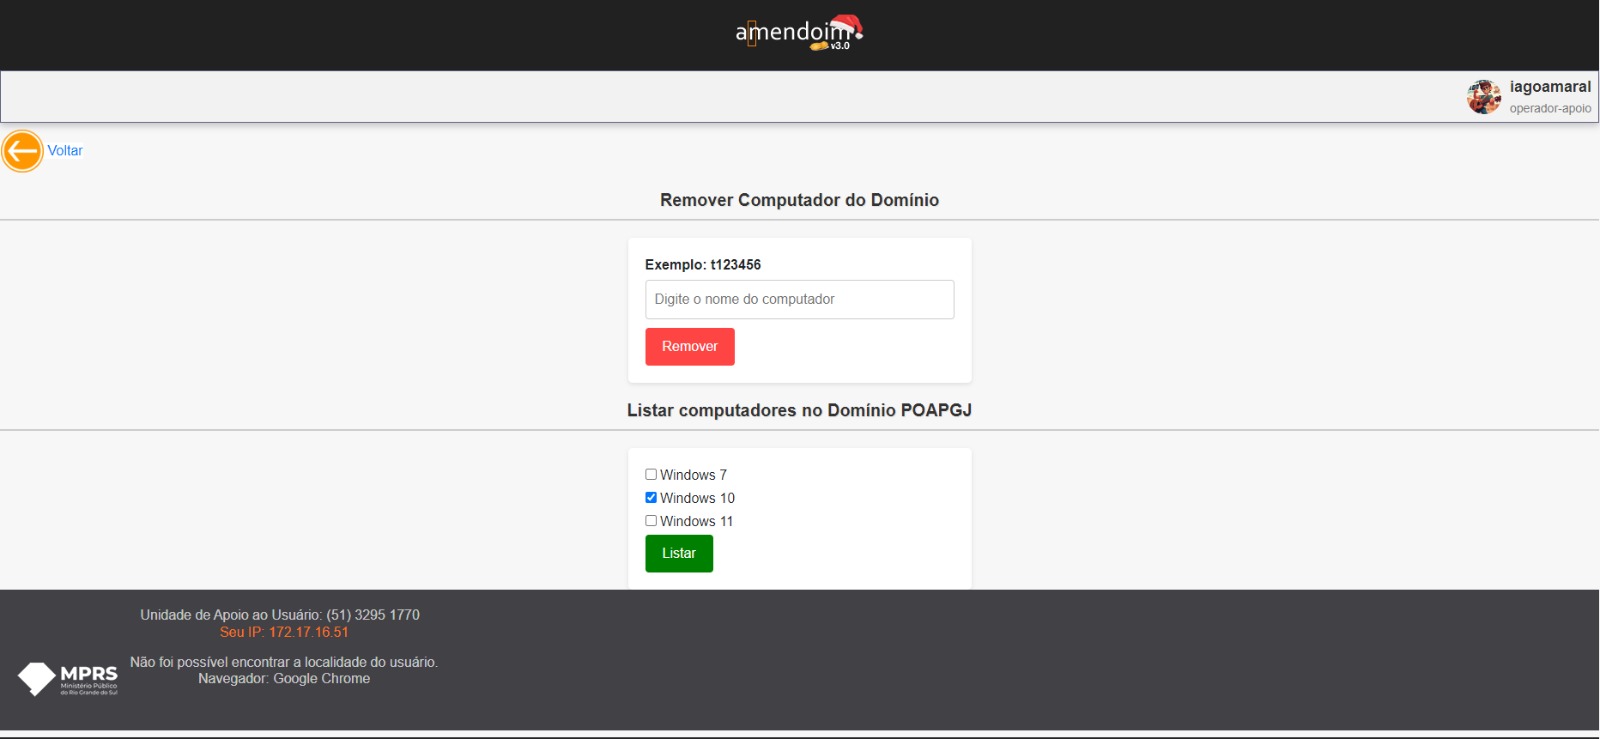 amendoim
v3.0
iagoamaral
operador-apoio
Voltar
Remover Computador do Domínio
Exemplo: t123456
Digite o nome do computador
Remover
Listar computadores no Domínio POAPGJ
Windows 7
Windows 10
Windows 11
Listar
Unidade de Apoio ao Usuário: (51) 3295 1770
Seu IP: 172.17.16.51
Não foi possível encontrar a localidade do usuário.
Navegador: Google Chrome
MPRS
Ministério Público
do Rio Grande do Sul